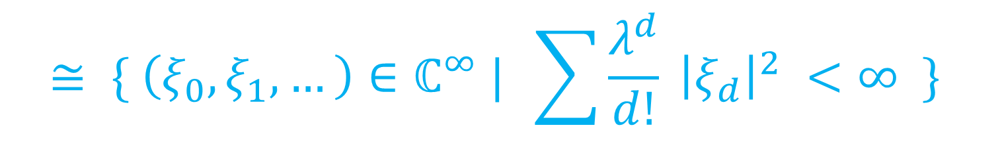 ≅ { (ξ₀, ξ₁, … ) ∈ ℂ^∞ | ∑ λ^d/d! |ξ_d|² < ∞ }